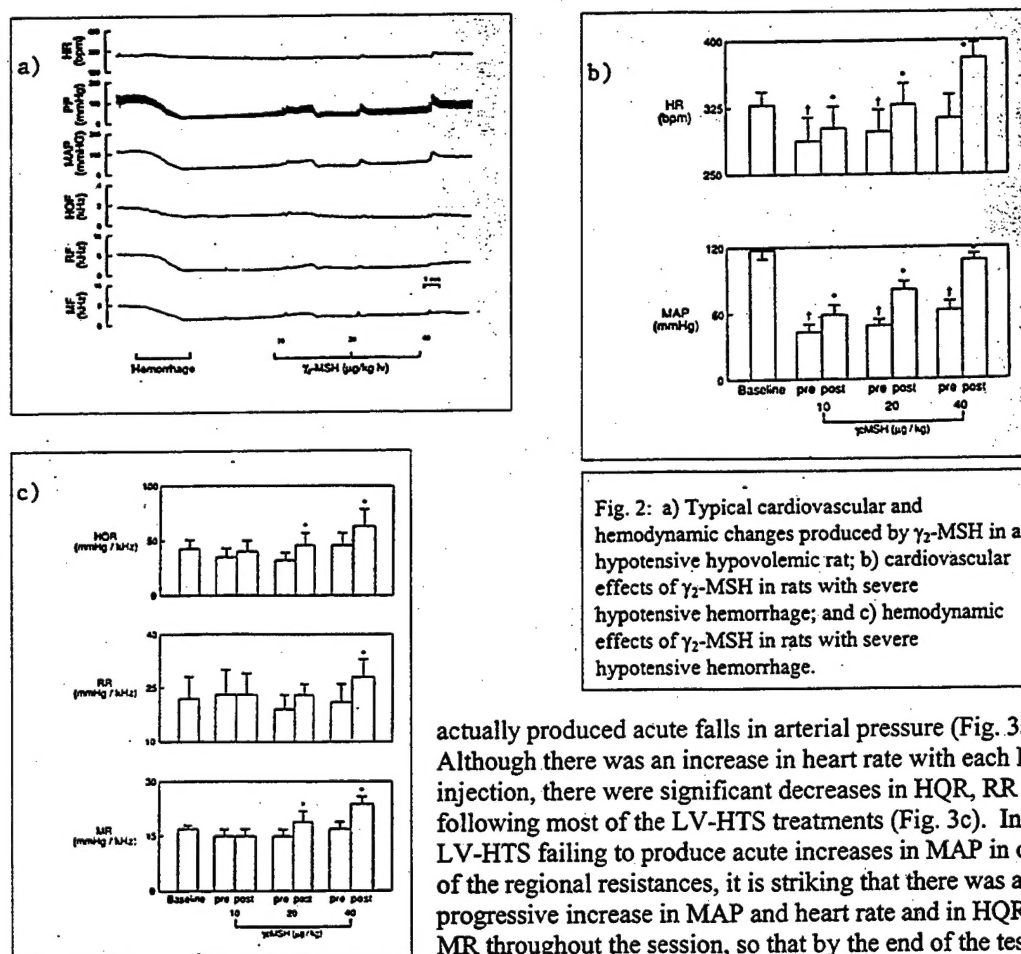 a)
HR
(bpm)
PP
(mmHg)
MAP
(mmHG)
HQF
(kHz)
RF
(kHz)
MF
(kHz)
Hemorrhage
10
20
40
γ₂-MSH (μg/kg iv)
b)
400
HR
(bpm)
325
250
120
MAP
(mmHg)
60
0
Baseline pre post pre post pre post
10 20 40
γcMSH (μg / kg)
c)
100
HQR
(mmHg / kHz)
50
0
RR
(mmHg / kHz)
25
10
30
MR
(mmHg / kHz)
15
0
Baseline pre post pre post pre post
10 20 40
γcMSH (μg/kg)
Fig. 2: a) Typical cardiovascular and
hemodynamic changes produced by γ₂-MSH in a
hypotensive hypovolemic rat; b) cardiovascular
effects of γ₂-MSH in rats with severe
hypotensive hemorrhage; and c) hemodynamic
effects of γ₂-MSH in rats with severe
hypotensive hemorrhage.
actually produced acute falls in arterial pressure (Fig. 3
Although there was an increase in heart rate with each
injection, there were significant decreases in HQR, RR
following most of the LV-HTS treatments (Fig. 3c). In
LV-HTS failing to produce acute increases in MAP in
of the regional resistances, it is striking that there was a
progressive increase in MAP and heart rate and in HQR
MR throughout the session, so that by the end of the tes